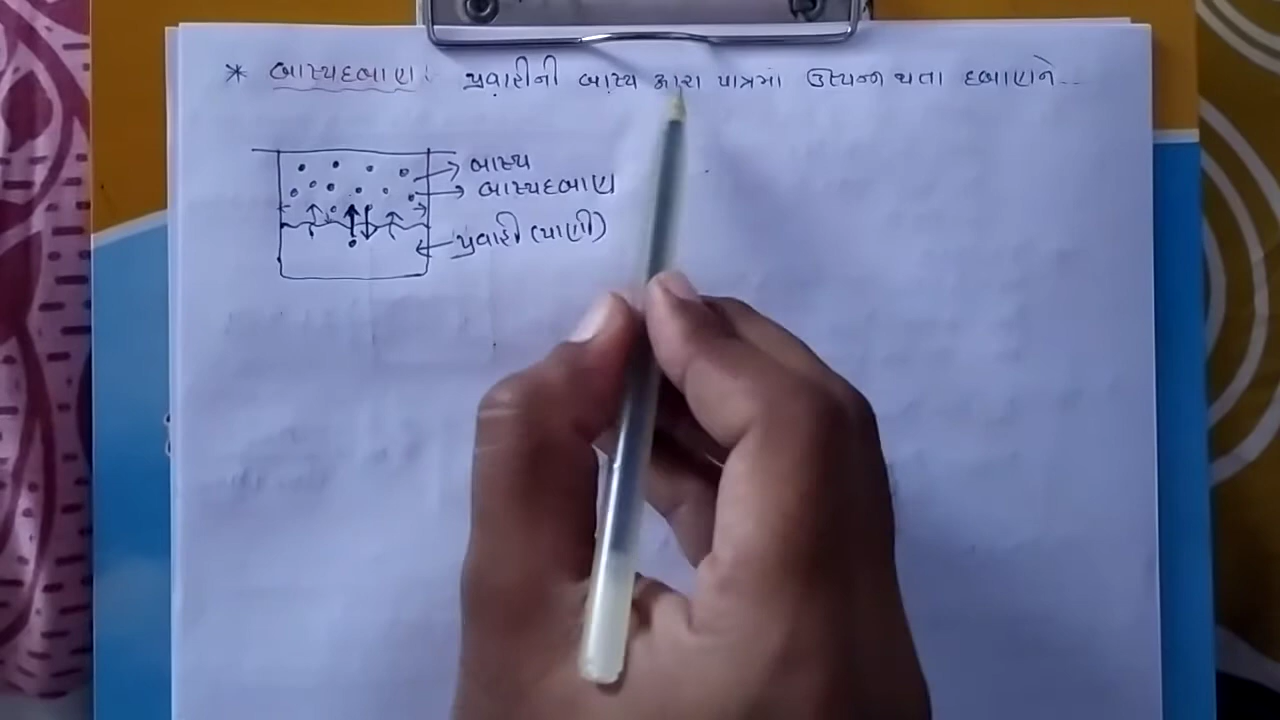 * બાષ્પદબાણ: પ્રવાહીની બાષ્પ દ્વારા પાત્રમાં ઉત્પન્ન થતા દબાણને...
બાષ્પ
બાષ્પદબાણ
પ્રવાહી (પાણી)